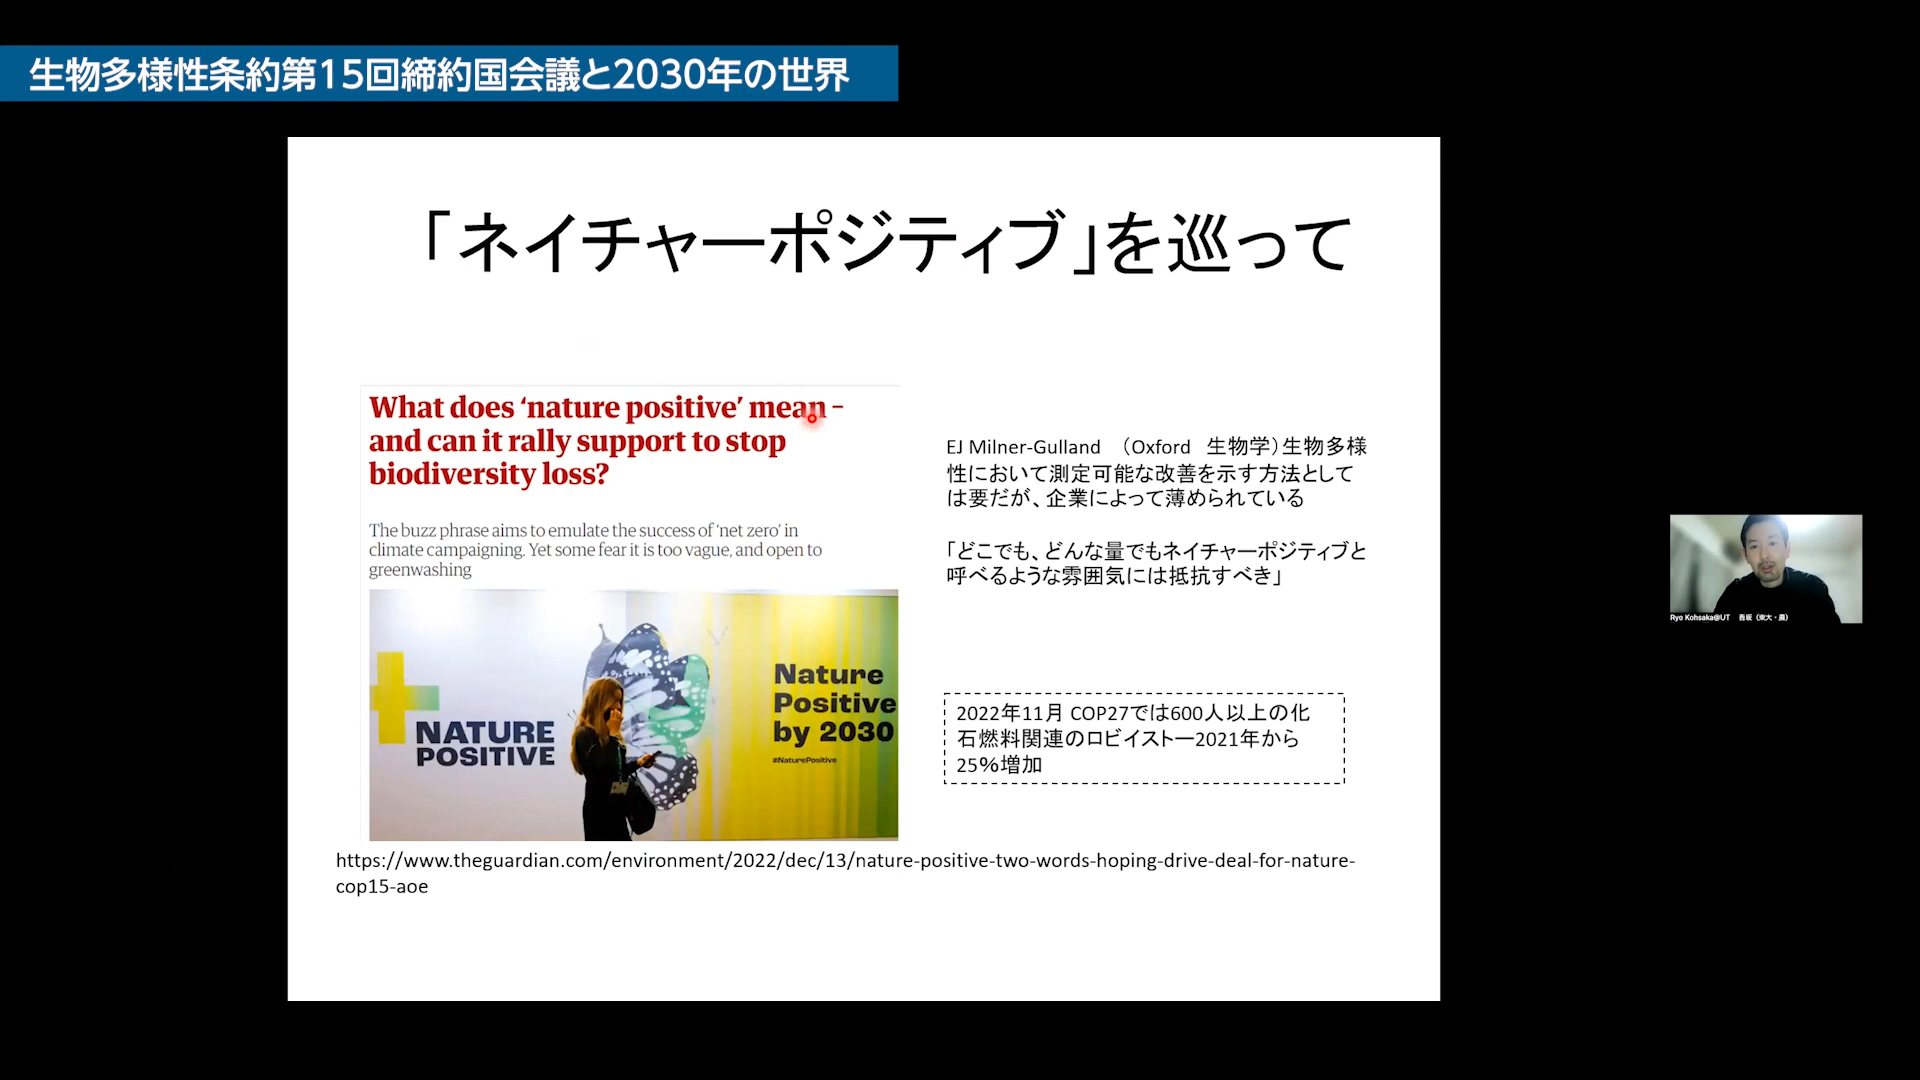 生物多様性条約第15回締約国会議と2030年の世界
「ネイチャーポジティブ」を巡って
What does ‘nature positive’ mean –
and can it rally support to stop
biodiversity loss?
The buzz phrase aims to emulate the success of ‘net zero’ in
climate campaigning. Yet some fear it is too vague, and open to
greenwashing
NATURE
POSITIVE
Nature
Positive
by 2030
#NaturePositive
EJ Milner-Gulland （Oxford 生物学）生物多様
性において測定可能な改善を示す方法として
は要だが、企業によって薄められている
「どこでも、どんな量でもネイチャーポジティブと
呼べるような雰囲気には抵抗すべき」
2022年11月 COP27では600人以上の化
石燃料関連のロビイストー2021年から
25%増加
https://www.theguardian.com/environment/2022/dec/13/nature-positive-two-words-hoping-drive-deal-for-nature-
cop15-aoe
Ryo Kohsaka@UT 香坂（東大・農）